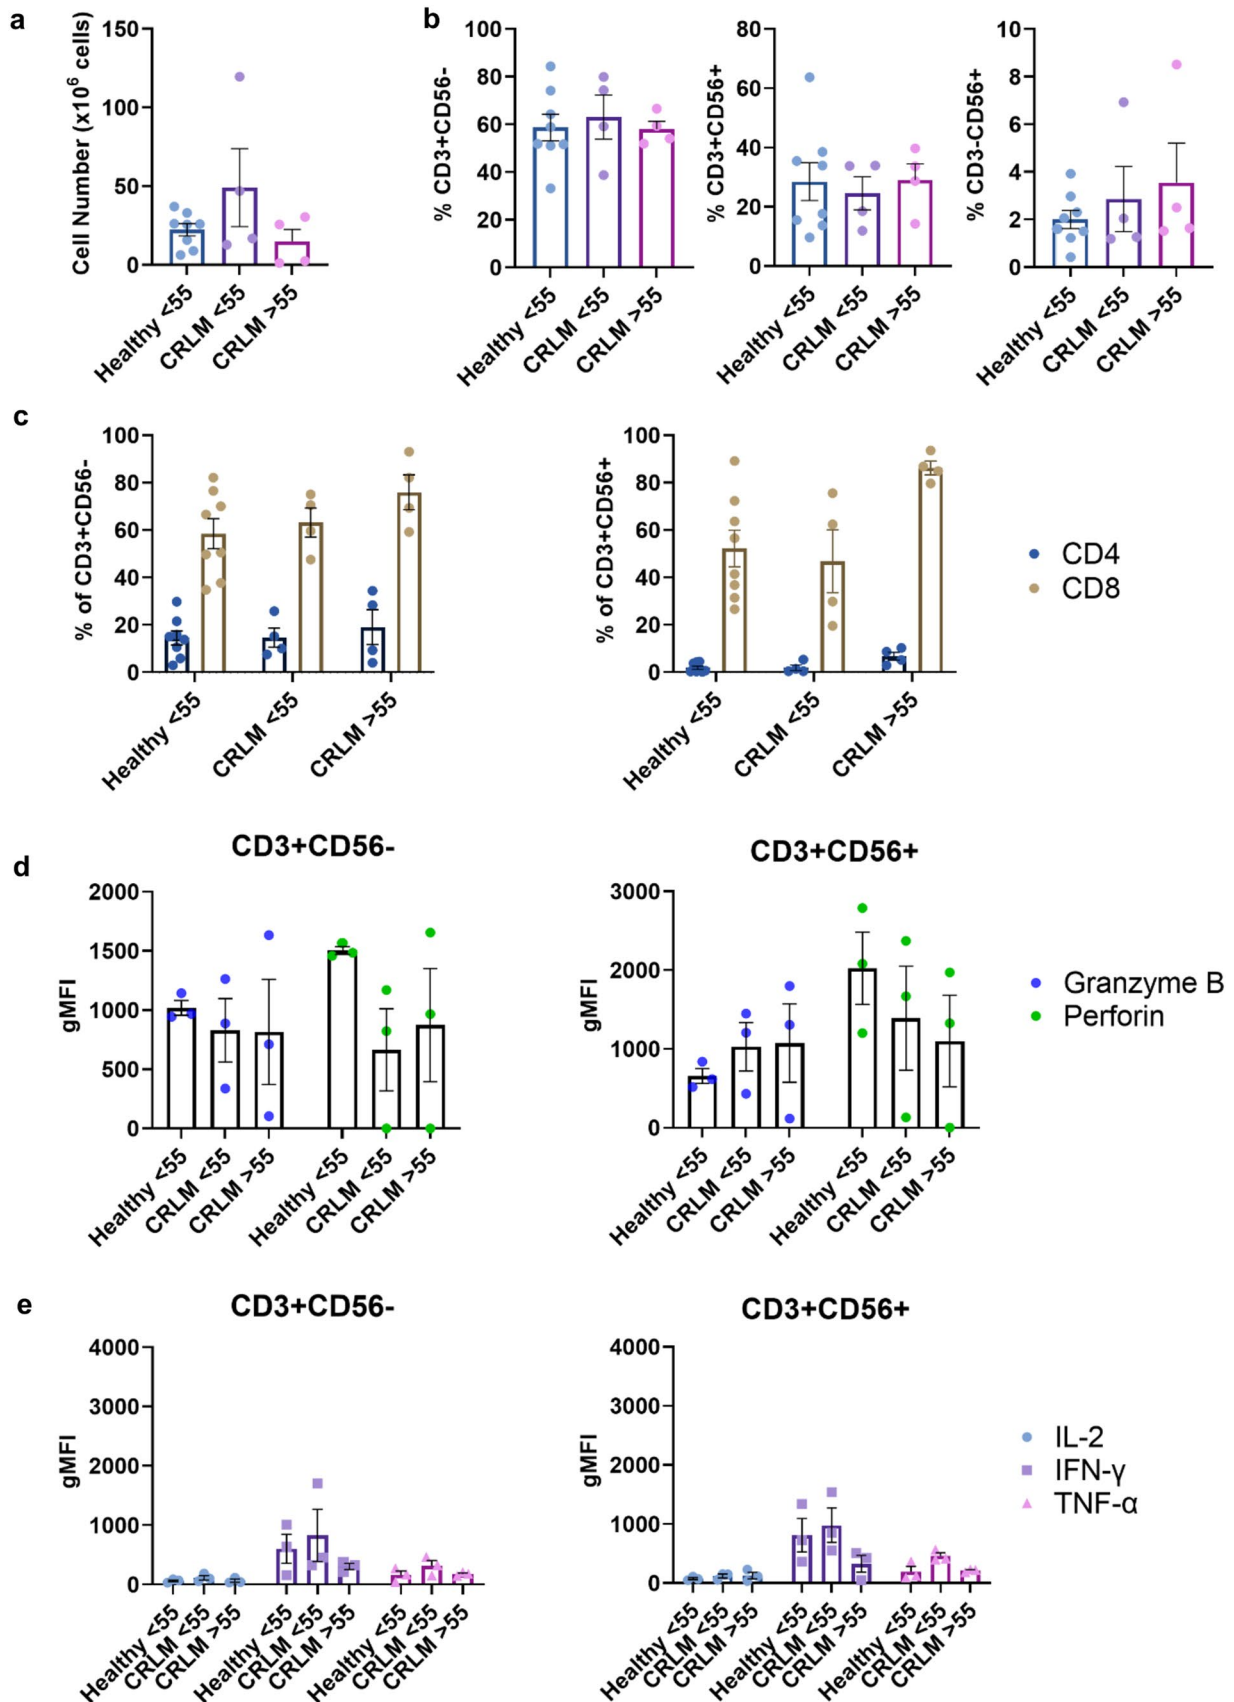 a
Cell Number (x10⁶ cells)
150
100
50
0
Healthy <55
CRLM <55
CRLM >55
b
% CD3+CD56-
100
80
60
40
20
0
Healthy <55
CRLM <55
CRLM >55
% CD3+CD56+
80
60
40
20
0
Healthy <55
CRLM <55
CRLM >55
% CD3-CD56+
10
8
6
4
2
0
Healthy <55
CRLM <55
CRLM >55
c
% of CD3+CD56-
100
80
60
40
20
0
Healthy <55
CRLM <55
CRLM >55
% of CD3+CD56+
100
80
60
40
20
0
Healthy <55
CRLM <55
CRLM >55
CD4
CD8
d
CD3+CD56-
gMFI
2000
1500
1000
500
0
Healthy <55
CRLM <55
CRLM >55
Healthy <55
CRLM <55
CRLM >55
CD3+CD56+
gMFI
3000
2000
1000
0
Healthy <55
CRLM <55
CRLM >55
Healthy <55
CRLM <55
CRLM >55
Granzyme B
Perforin
e
CD3+CD56-
gMFI
4000
3000
2000
1000
0
Healthy <55
CRLM <55
CRLM >55
Healthy <55
CRLM <55
CRLM >55
Healthy <55
CRLM <55
CRLM >55
CD3+CD56+
gMFI
4000
3000
2000
1000
0
Healthy <55
CRLM <55
CRLM >55
Healthy <55
CRLM <55
CRLM >55
Healthy <55
CRLM <55
CRLM >55
IL-2
IFN-γ
TNF-α